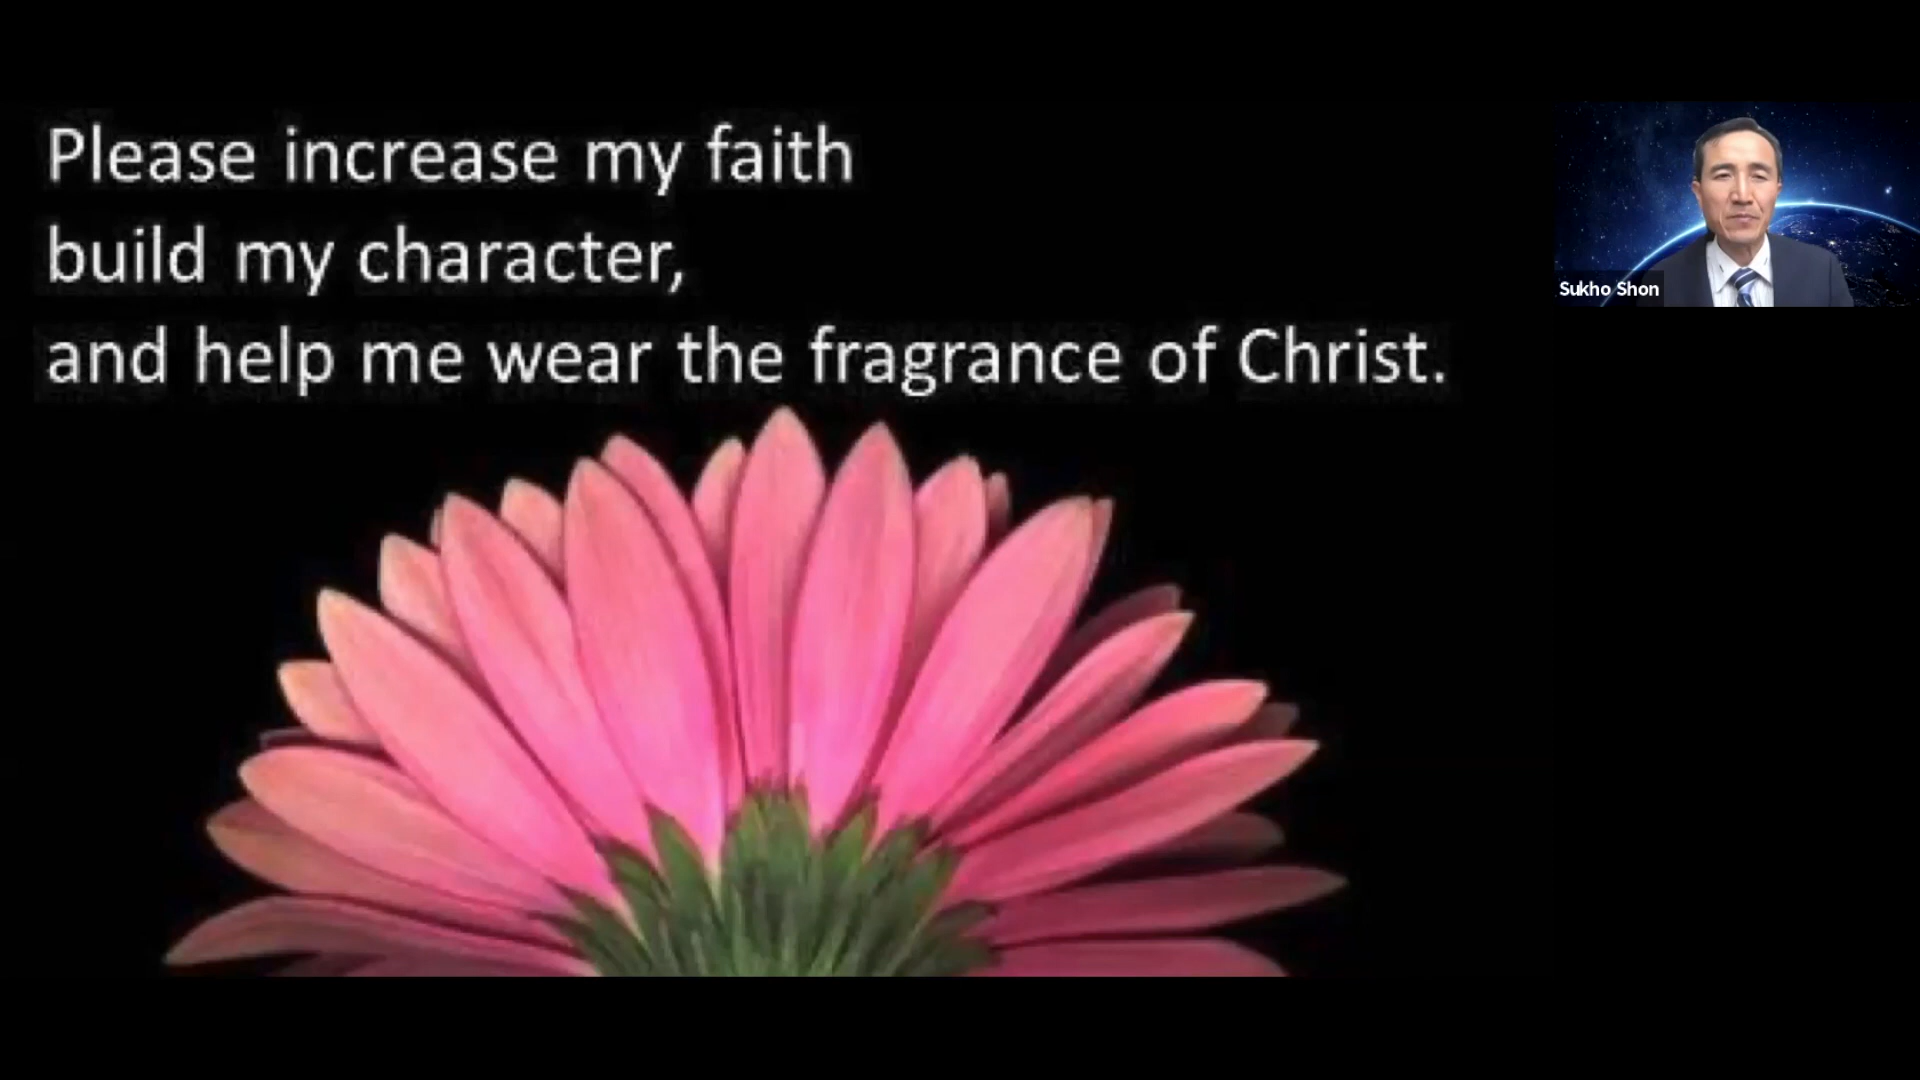 Please increase my faith
build my character,
and help me wear the fragrance of Christ.
Sukho Shon